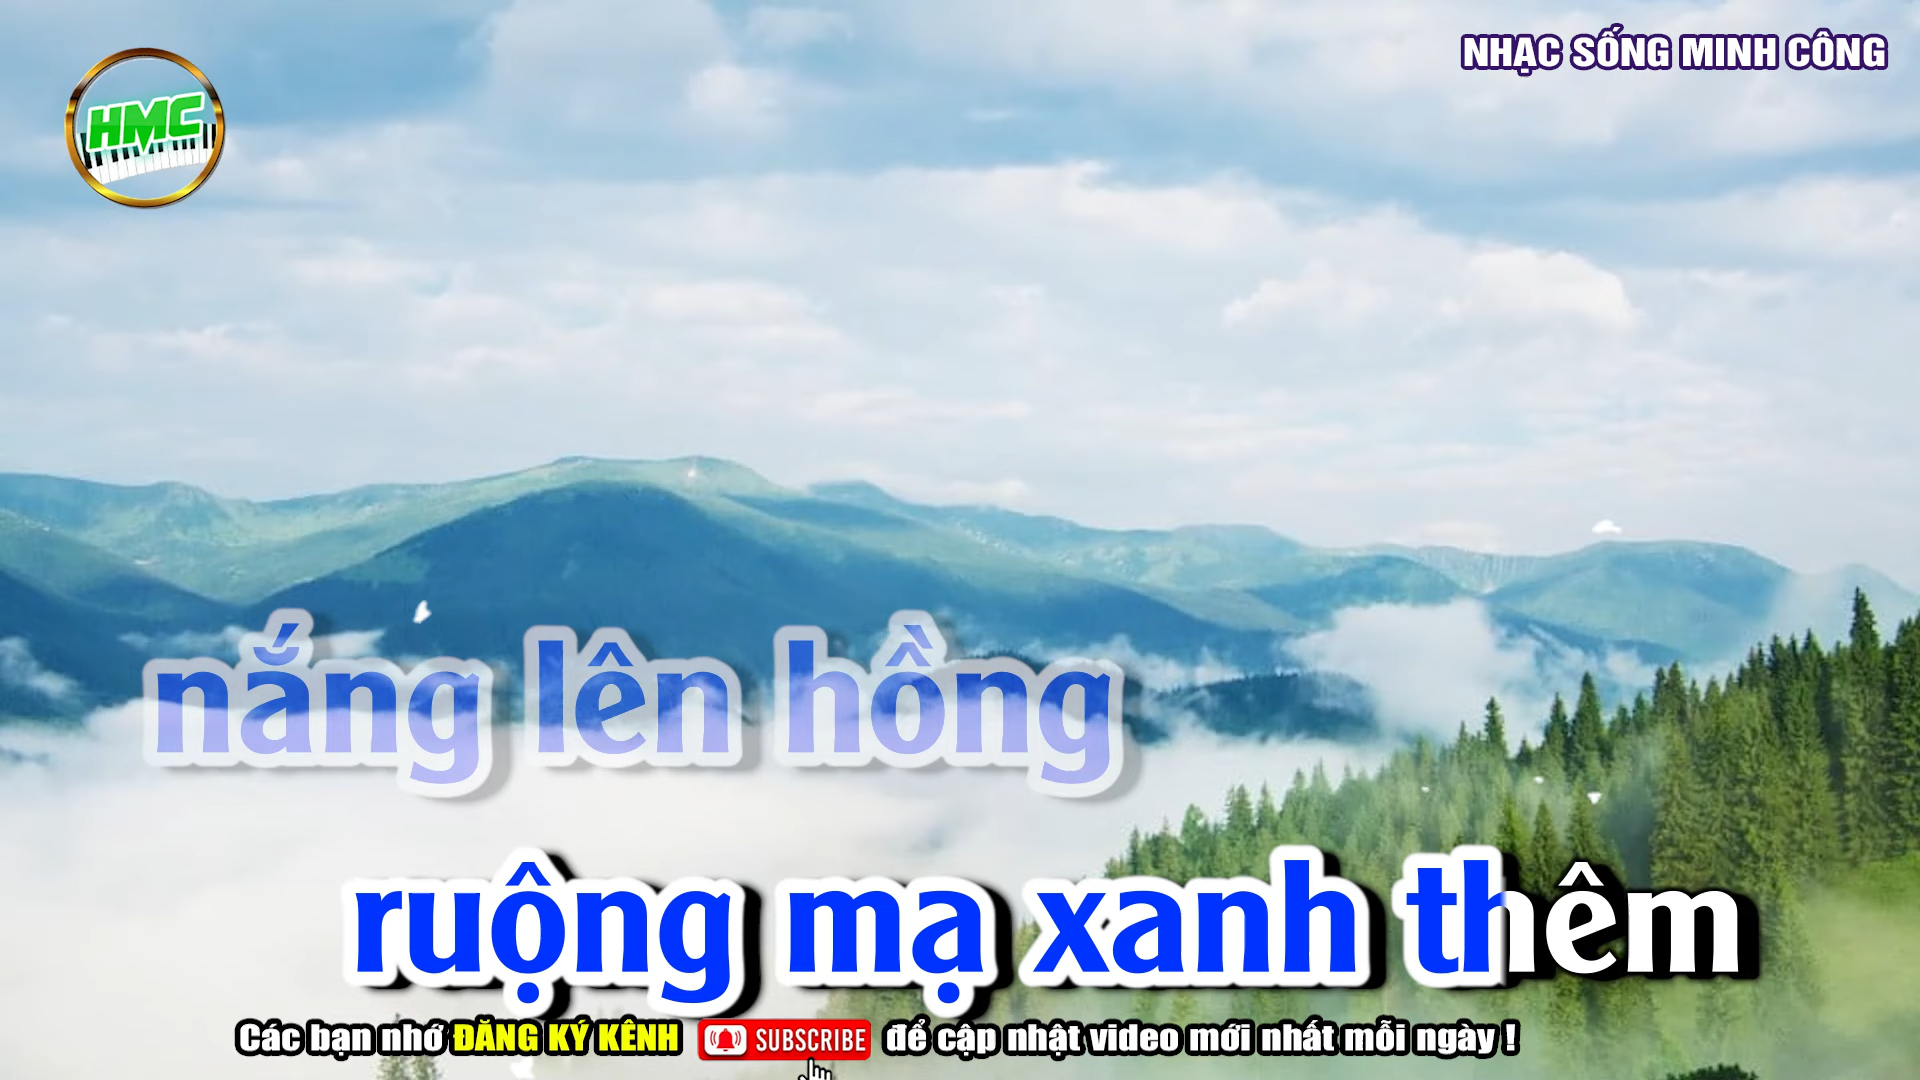 NHẠC SỐNG MINH CÔNG
HMC
nắng lên hồng
ruộng mạ xanh thêm
Các bạn nhớ ĐĂNG KÝ KÊNH SUBSCRIBE để cập nhật video mới nhất mỗi ngày !